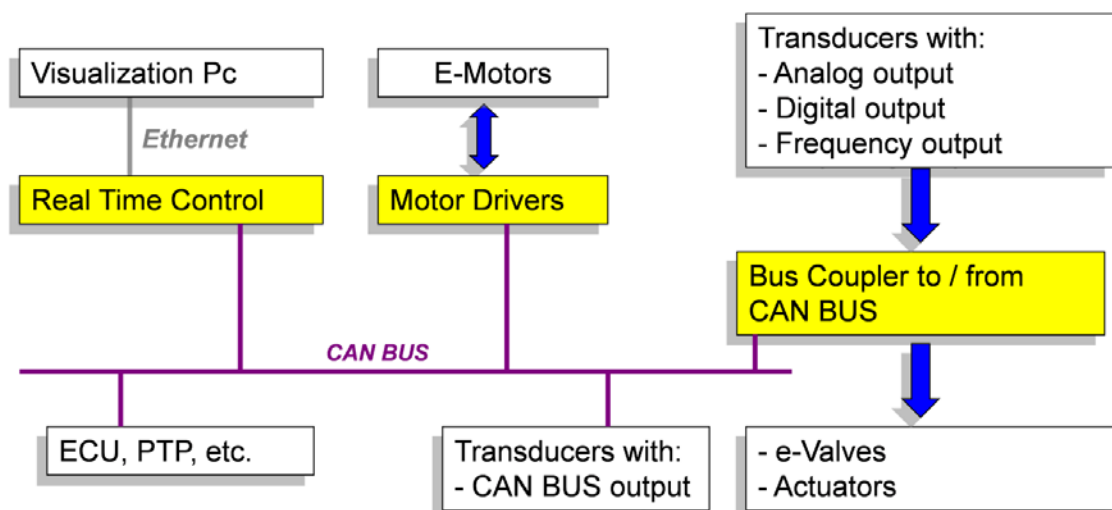 Visualization Pc
E-Motors
Transducers with:
- Analog output
- Digital output
- Frequency output
Ethernet
Real Time Control
Motor Drivers
Bus Coupler to / from
CAN BUS
CAN BUS
ECU, PTP, etc.
Transducers with:
- CAN BUS output
- e-Valves
- Actuators